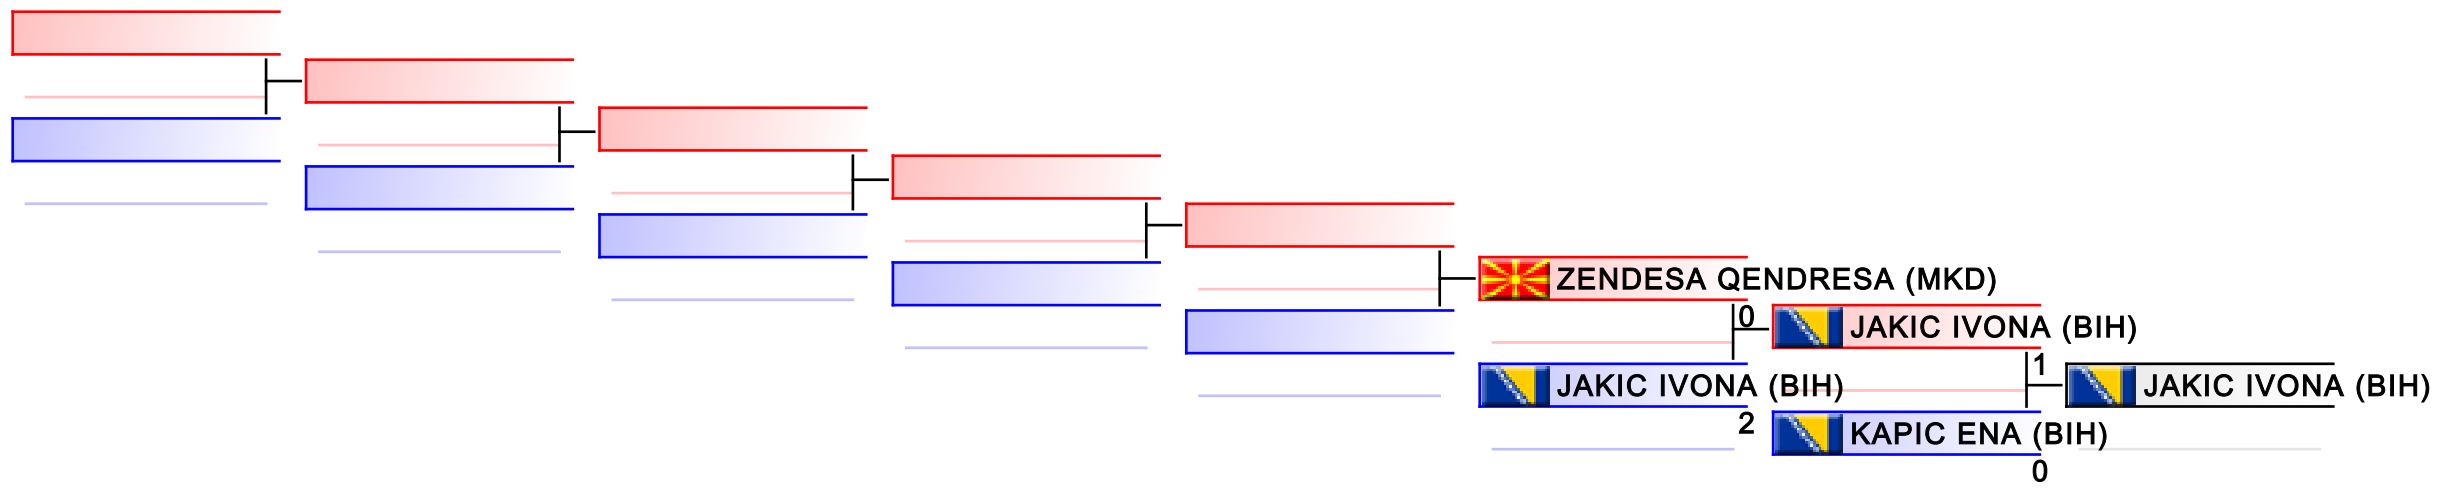 ZENDESA QENDRESA (MKD)
0
JAKIC IVONA (BIH)
2
JAKIC IVONA (BIH)
1
KAPIC ENA (BIH)
0
JAKIC IVONA (BIH)